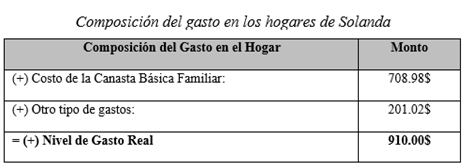 Composición del gasto en los hogares de Solanda
Composición del Gasto en el Hogar Monto
(+) Costo de la Canasta Básica Familiar: 708.98$
(+) Otro tipo de gastos: 201.02$
= (+) Nivel de Gasto Real 910.00$